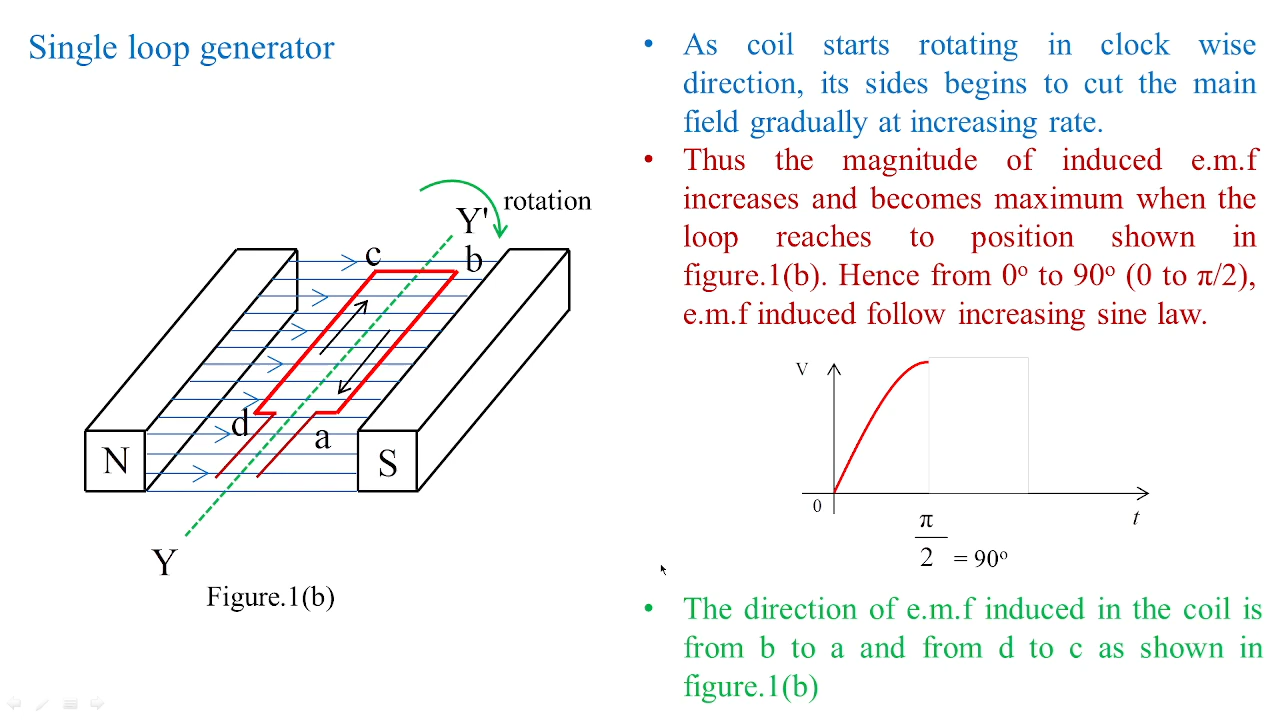 Single loop generator
• As coil starts rotating in clock wise
direction, its sides begins to cut the main
field gradually at increasing rate.
• Thus the magnitude of induced e.m.f
increases and becomes maximum when the
loop reaches to position shown in
figure.1(b). Hence from 0º to 90º (0 to π/2),
e.m.f induced follow increasing sine law.
rotation
Y'
c
b
d
a
N
S
Y
Figure.1(b)
V
0
t
π
2 = 90º
• The direction of e.m.f induced in the coil is
from b to a and from d to c as shown in
figure.1(b)